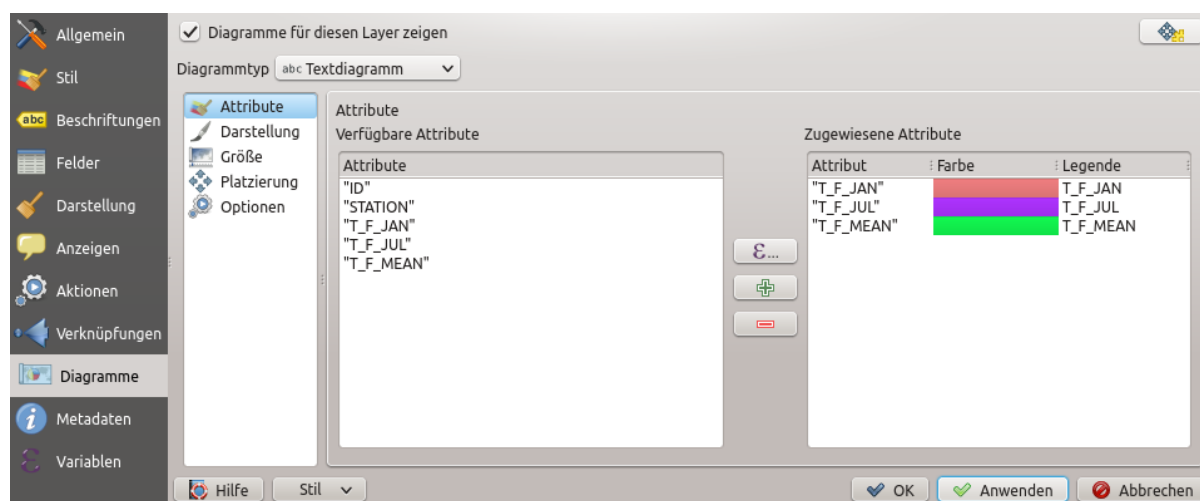 Allgemein
Stil
Beschriftungen
Felder
Darstellung
Anzeigen
Aktionen
Verknüpfungen
Diagramme
Metadaten
Variablen
Diagramme für diesen Layer zeigen
Diagrammtyp abc Textdiagramm
Attribute
Darstellung
Größe
Platzierung
Optionen
Attribute
Verfügbare Attribute
Attribute
"ID"
"STATION"
"T_F_JAN"
"T_F_JUL"
"T_F_MEAN"
ε...
Zugewiesene Attribute
Attribut Farbe Legende
"T_F_JAN" T_F_JAN
"T_F_JUL" T_F_JUL
"T_F_MEAN" T_F_MEAN
Hilfe Stil OK Anwenden Abbrechen
abc